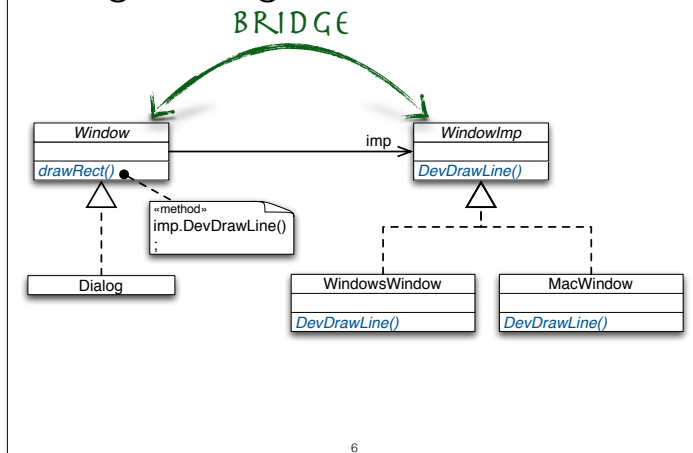 BRIDGE
Window
imp
WindowImp
drawRect()
DevDrawLine()
«method»
imp.DevDrawLine()
;
Dialog
WindowsWindow
MacWindow
DevDrawLine()
DevDrawLine()
6